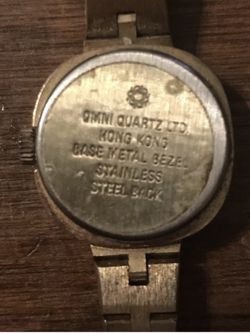 OMNI QUARTZ LTD.
HONG KONG
BASE METAL BEZEL
STAINLESS
STEEL BACK